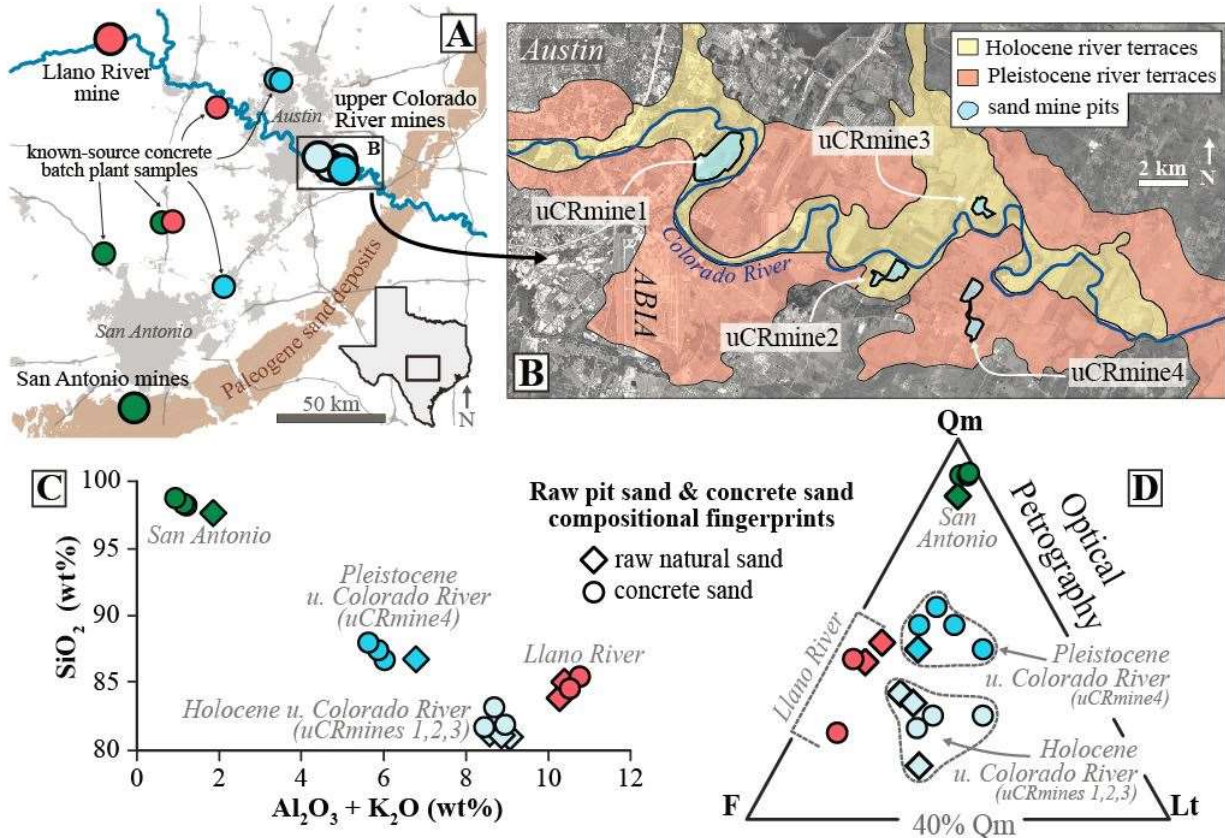 A
Llano River
mine
upper Colorado
River mines
Austin
B
known-source concrete
batch plant samples
San Antonio
San Antonio mines
Paleogene sand deposits
50 km
N
Austin
Holocene river terraces
Pleistocene river terraces
sand mine pits
uCRmine3
2 km
N
uCRmine1
Colorado River
ABIA
uCRmine2
uCRmine4
B
C
SiO₂ (wt%)
100
95
90
85
80
0
2
4
6
8
10
12
Al₂O₃ + K₂O (wt%)
San Antonio
Pleistocene
u. Colorado River
(uCRmine4)
Llano River
Holocene u. Colorado River
(uCRmines 1,2,3)
Raw pit sand & concrete sand
compositional fingerprints
raw natural sand
concrete sand
D
Qm
Optical
Petrography
San
Antonio
Llano River
Pleistocene
u. Colorado River
(uCRmine4)
Holocene
u. Colorado River
(uCRmines 1,2,3)
F
Lt
40% Qm